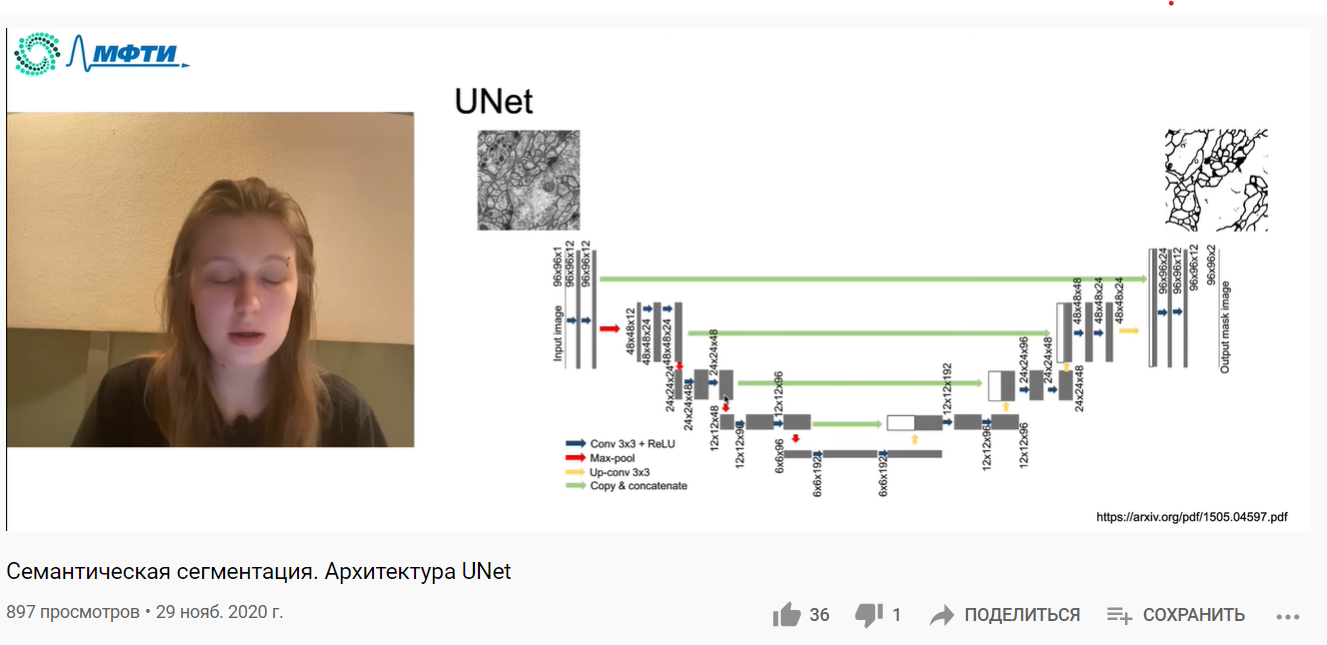 МФТИ
UNet
Input image
96x96x1
96x96x12
96x96x12
48x48x12
48x48x24
48x48x24
24x24x24
24x24x48
24x24x48
12x12x48
12x12x96
12x12x96
6x6x96
6x6x192
6x6x192
12x12x192
12x12x96
12x12x96
24x24x96
24x24x48
24x24x48
48x48x48
48x48x24
48x48x24
96x96x24
96x96x12
96x96x12
96x96x2
Output mask image
Conv 3x3 + ReLU
Max-pool
Up-conv 3x3
Copy & concatenate
https://arxiv.org/pdf/1505.04597.pdf
Семантическая сегментация. Архитектура UNet
897 просмотров • 29 нояб. 2020 г.
36
1
ПОДЕЛИТЬСЯ
СОХРАНИТЬ